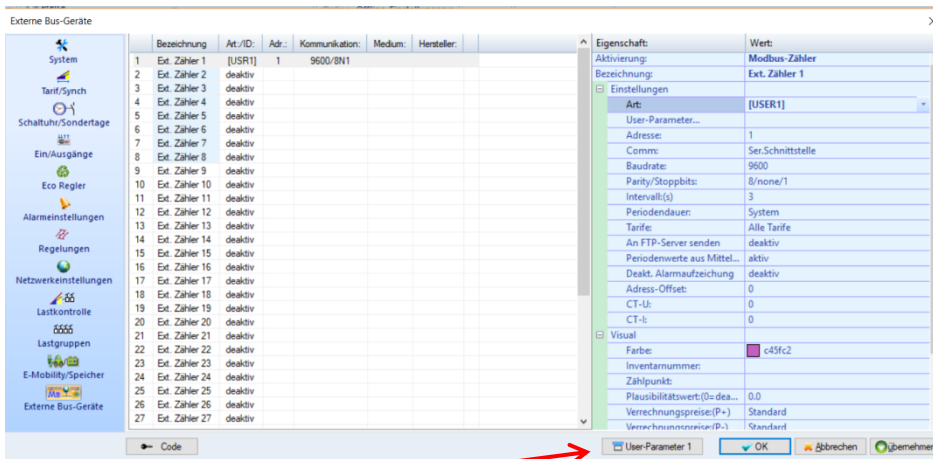 Externe Bus-Geräte
System
Tarif/Synch
Schaltuhr/Sondertage
Ein/Ausgänge
Eco Regler
Alarmeinstellungen
Regelungen
Netzwerkeinstellungen
Lastkontrolle
Lastgruppen
E-Mobility/Speicher
Externe Bus-Geräte
Bezeichnung Art:/ID: Adr.: Kommunikation: Medium: Hersteller:
1 Ext. Zähler 1 [USR1] 1 9600/8N1
2 Ext. Zähler 2 deaktiv
3 Ext. Zähler 3 deaktiv
4 Ext. Zähler 4 deaktiv
5 Ext. Zähler 5 deaktiv
6 Ext. Zähler 6 deaktiv
7 Ext. Zähler 7 deaktiv
8 Ext. Zähler 8 deaktiv
9 Ext. Zähler 9 deaktiv
10 Ext. Zähler 10 deaktiv
11 Ext. Zähler 11 deaktiv
12 Ext. Zähler 12 deaktiv
13 Ext. Zähler 13 deaktiv
14 Ext. Zähler 14 deaktiv
15 Ext. Zähler 15 deaktiv
16 Ext. Zähler 16 deaktiv
17 Ext. Zähler 17 deaktiv
18 Ext. Zähler 18 deaktiv
19 Ext. Zähler 19 deaktiv
20 Ext. Zähler 20 deaktiv
21 Ext. Zähler 21 deaktiv
22 Ext. Zähler 22 deaktiv
23 Ext. Zähler 23 deaktiv
24 Ext. Zähler 24 deaktiv
25 Ext. Zähler 25 deaktiv
26 Ext. Zähler 26 deaktiv
27 Ext. Zähler 27 deaktiv
Eigenschaft: Wert:
Aktivierung: Modbus-Zähler
Bezeichnung: Ext. Zähler 1
Einstellungen
Art: [USER1]
User-Parameter...
Adresse: 1
Comm: Ser.Schnittstelle
Baudrate: 9600
Parity/Stoppbits: 8/none/1
Intervall:(s) 3
Periodendauer: System
Tarife: Alle Tarife
An FTP-Server senden deaktiv
Periodenwerte aus Mittel... aktiv
Deakt. Alarmaufzeichung deaktiv
Adress-Offset: 0
CT-U: 0
CT-I: 0
Visual
Farbe: c45fc2
Inventarnummer:
Zählpunkt:
Plausibilitätswert:(0=dea... 0.0
Verrechnungspreise:(P+) Standard
Verrechnungspreise:(P-) Standard
Code
User-Parameter 1
OK
Abbrechen
Übernehmen